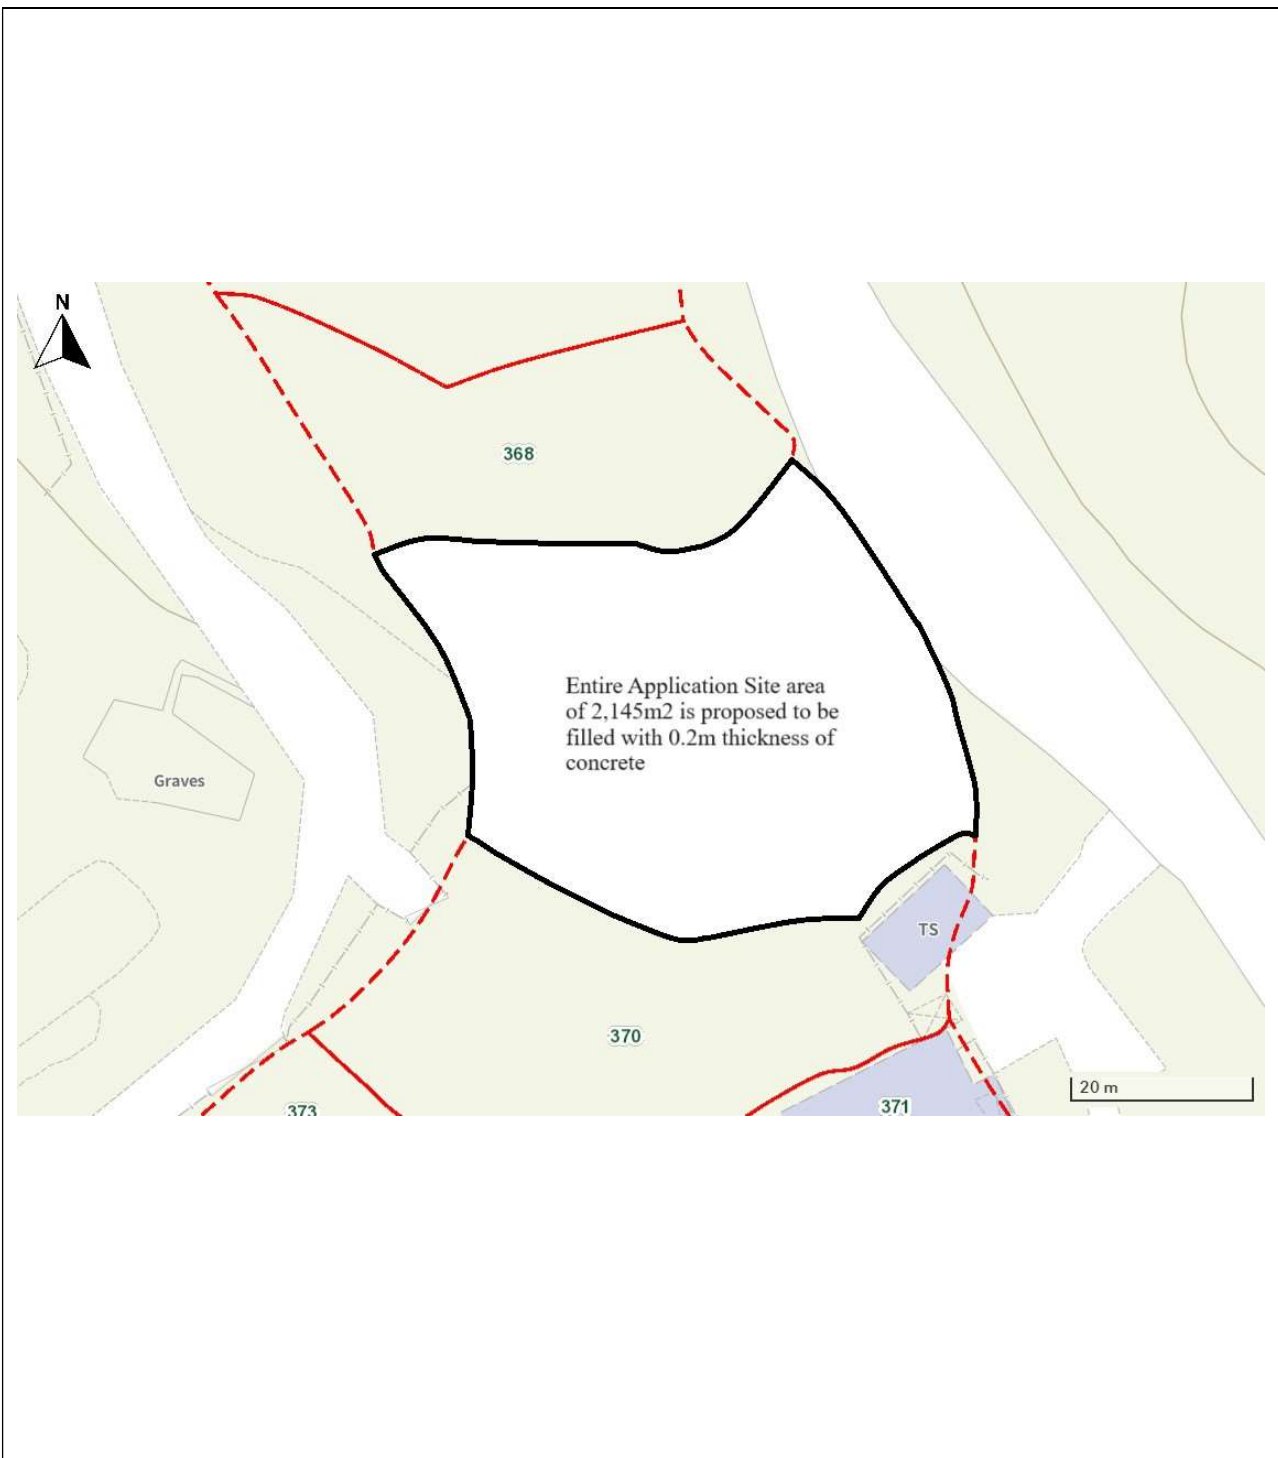 N
368
Entire Application Site area
of 2,145m2 is proposed to be
filled with 0.2m thickness of
concrete
Graves
TS
370
20 m
373
371